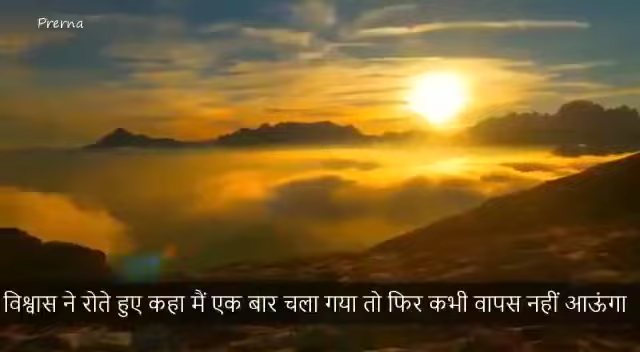 Prerna
विश्वास ने रोते हुए कहा मैं एक बार चला गया तो फिर कभी वापस नहीं आऊंगा